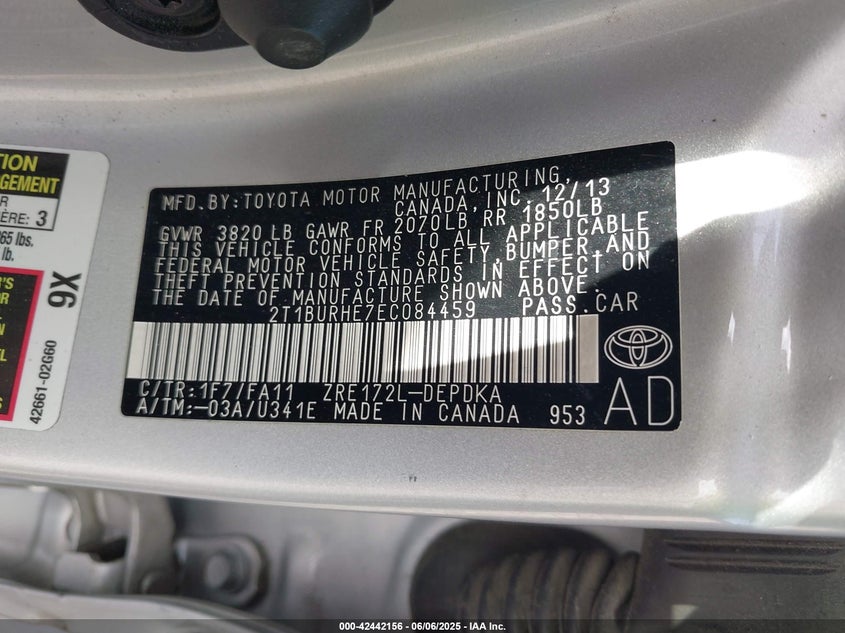 TION
GEMENT
ÈRE: 3
65 lbs.
lb.
9X
42661-02G60
MFD.BY:TOYOTA MOTOR MANUFACTURING,
CANADA,INC. 12/13
GVWR 3820 LB GAWR FR 2070LB RR 1850LB
THIS VEHICLE CONFORMS TO ALL APPLICABLE
FEDERAL MOTOR VEHICLE SAFETY,BUMPER,AND
THEFT PREVENTION STANDARDS IN EFFECT ON
THE DATE OF MANUFACTURE SHOWN ABOVE.
2T1BURHE7EC084459 PASS.CAR
C/TR:1F7/FA11 ZRE172L-DEPDKA
A/TM:-03A/U341E MADE IN CANADA 953
AD
000-42442156 - 06/06/2025 - © IAA Inc.